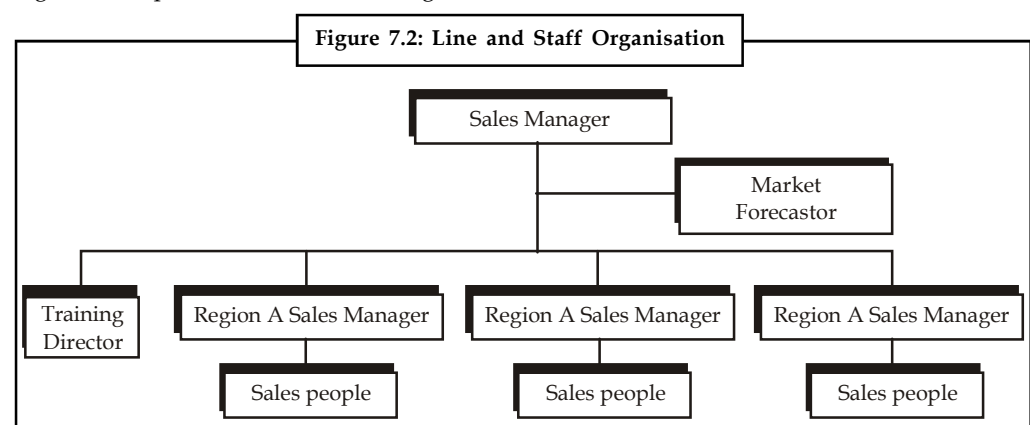 Figure 7.2: Line and Staff Organisation
Sales Manager
Market
Forecastor
Training
Director
Region A Sales Manager
Region A Sales Manager
Region A Sales Manager
Sales people
Sales people
Sales people